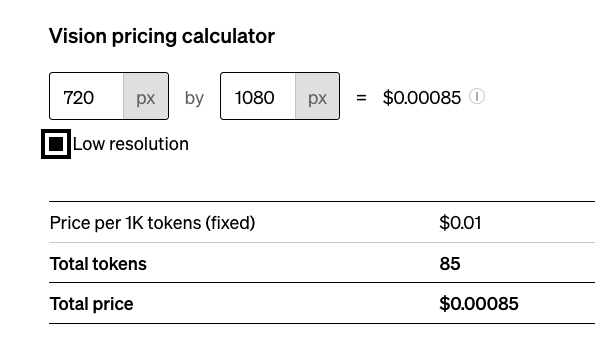 Vision pricing calculator
720 px by 1080 px = $0.00085
Low resolution
Price per 1K tokens (fixed) $0.01
Total tokens 85
Total price $0.00085